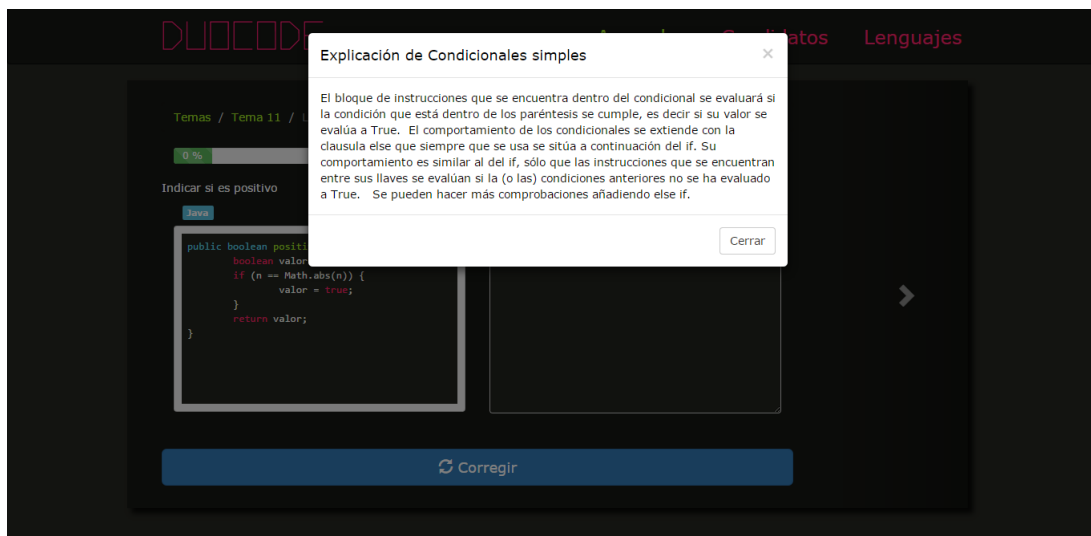 DUOCODE
Lenguajes
Explicación de Condicionales simples
×
El bloque de instrucciones que se encuentra dentro del condicional se evaluará si
la condición que está dentro de los paréntesis se cumple, es decir si su valor se
evalúa a True.  El comportamiento de los condicionales se extiende con la
clausula else que siempre que se usa se sitúa a continuación del if. Su
comportamiento es similar al del if, sólo que las instrucciones que se encuentran
entre sus llaves se evalúan si la (o las) condiciones anteriores no se ha evaluado
a True.   Se pueden hacer más comprobaciones añadiendo else if.
Cerrar
Temas / Tema 11 /
0 %
Indicar si es positivo
Java
public boolean positi
boolean valor
if (n == Math.abs(n)) {
valor = true;
}
return valor;
}
Corregir